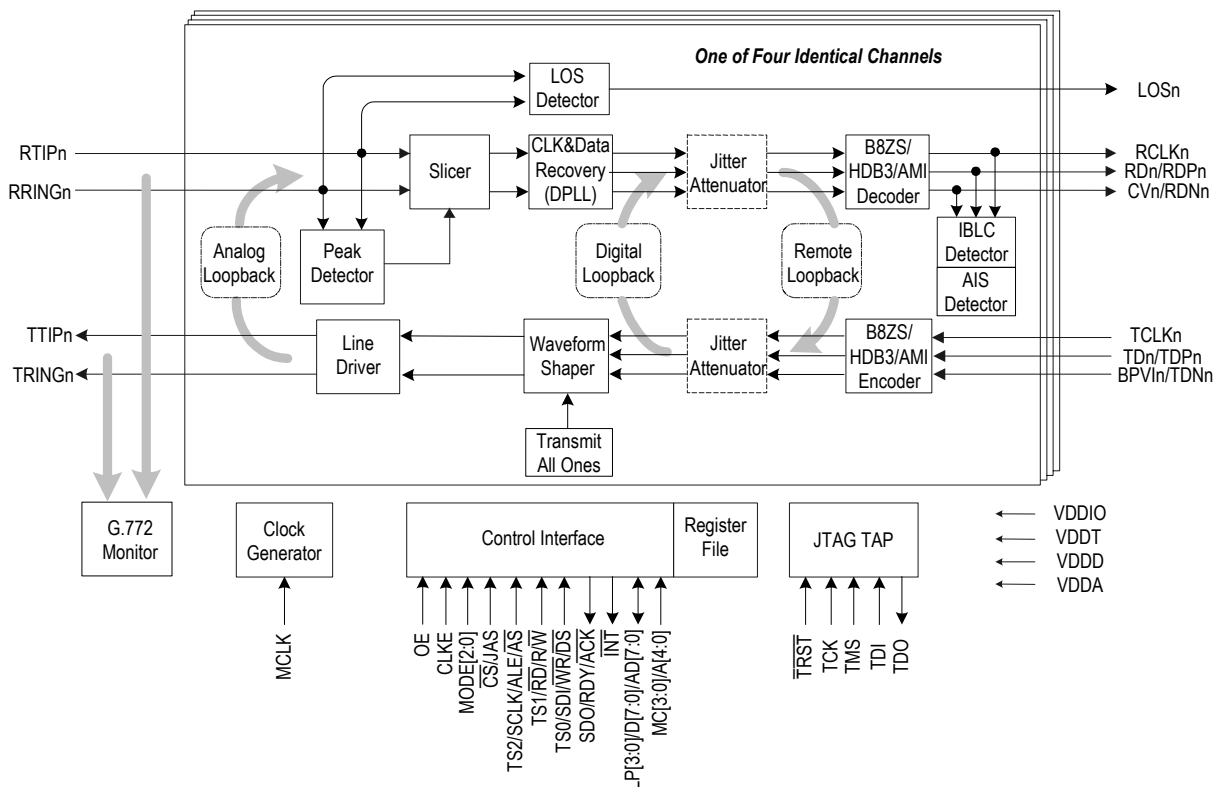 One of Four Identical Channels
LOS
Detector
LOSn
RTIPn
RRINGn
Slicer
CLK&Data
Recovery
(DPLL)
Jitter
Attenuator
B8ZS/
HDB3/AMI
Decoder
RCLKn
RDn/RDPn
CVn/RDNn
Analog
Loopback
Peak
Detector
Digital
Loopback
Remote
Loopback
IBLC
Detector
AIS
Detector
TTIPn
TRINGn
Line
Driver
Waveform
Shaper
Jitter
Attenuator
B8ZS/
HDB3/AMI
Encoder
TCLKn
TDn/TDPn
BPVIn/TDNn
Transmit
All Ones
G.772
Monitor
Clock
Generator
Control Interface
Register
File
JTAG TAP
VDDIO
VDDT
VDDD
VDDA
MCLK
OE
CLKE
MODE[2:0]
CS/JAS
TS2/SCLK/ALE/AS
TS1/RD/R/W
TS0/SDI/WR/DS
SDO/RDY/ACK
INT
LP[3:0]/D[7:0]/AD[7:0]
MC[3:0]/A[4:0]
TRST
TCK
TMS
TDI
TDO